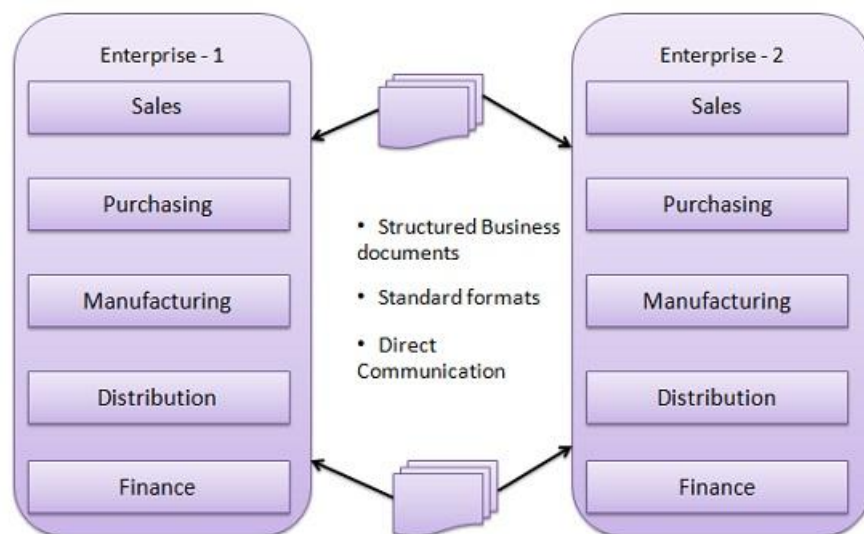 Enterprise - 1
Sales
Purchasing
Manufacturing
Distribution
Finance
• Structured Business
documents
• Standard formats
• Direct
Communication
Enterprise - 2
Sales
Purchasing
Manufacturing
Distribution
Finance